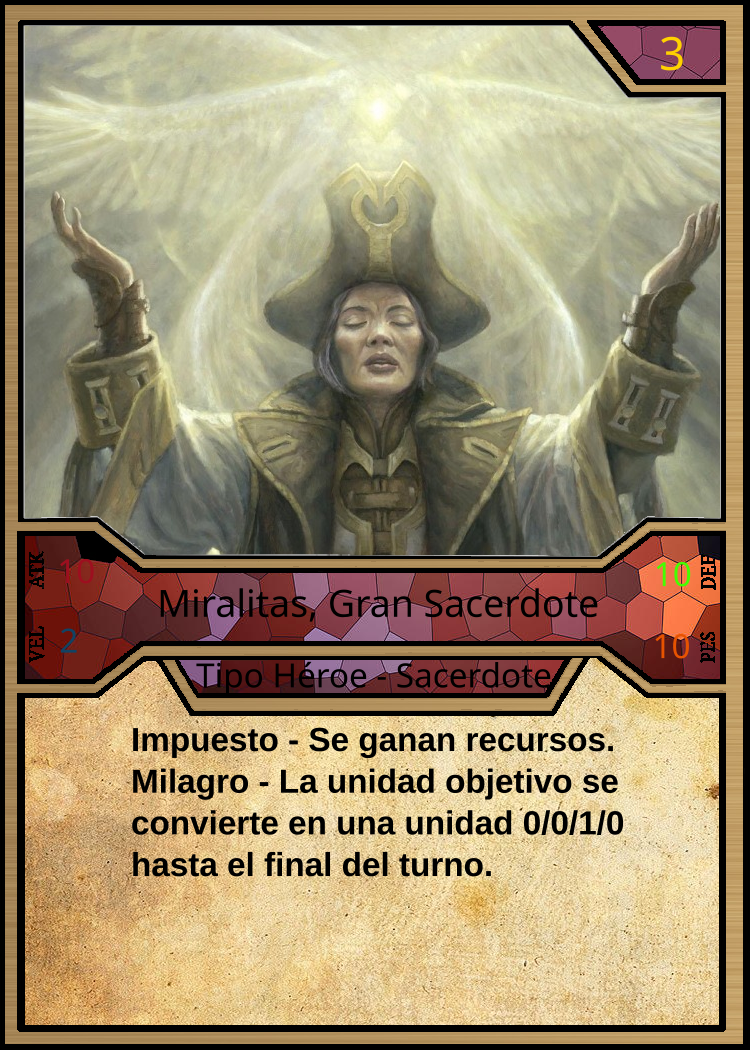 3
ATK 10
10 DEF
Miralitas, Gran Sacerdote
VEL 2
10 PES
Tipo Héroe - Sacerdote
Impuesto - Se ganan recursos.
Milagro - La unidad objetivo se
convierte en una unidad 0/0/1/0
hasta el final del turno.